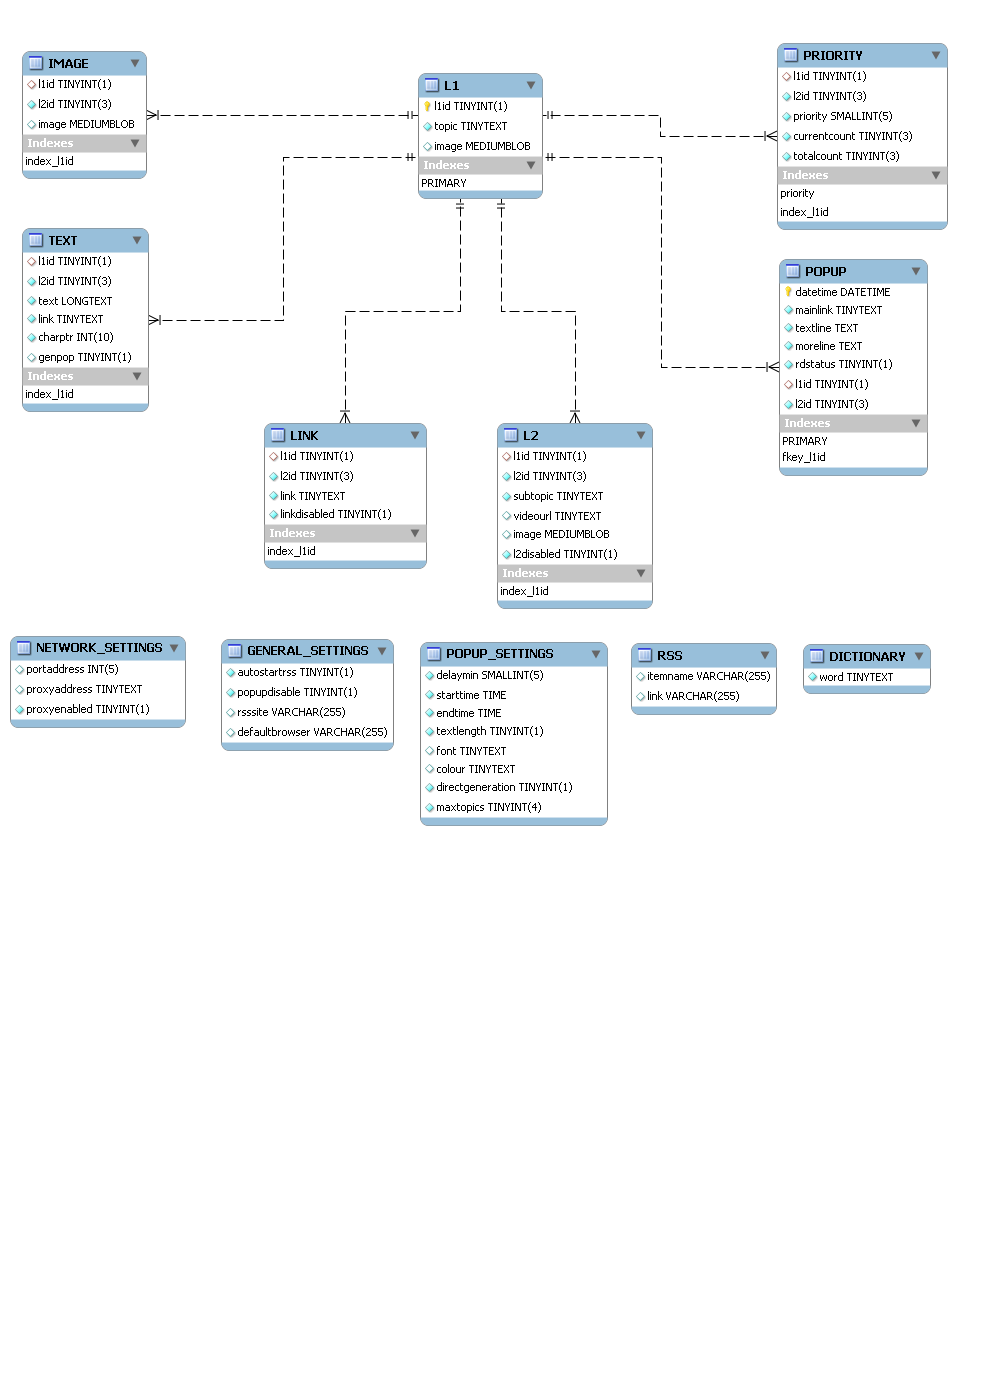 IMAGE
l1id TINYINT(1)
l2id TINYINT(3)
image MEDIUMBLOB
Indexes
index_l1id
L1
l1id TINYINT(1)
topic TINYTEXT
image MEDIUMBLOB
Indexes
PRIMARY
PRIORITY
l1id TINYINT(1)
l2id TINYINT(3)
priority SMALLINT(5)
currentcount TINYINT(3)
totalcount TINYINT(3)
Indexes
priority
index_l1id
TEXT
l1id TINYINT(1)
l2id TINYINT(3)
text LONGTEXT
link TINYTEXT
charptr INT(10)
genpop TINYINT(1)
Indexes
index_l1id
POPUP
datetime DATETIME
mainlink TINYTEXT
textline TEXT
moreline TEXT
rdstatus TINYINT(1)
l1id TINYINT(1)
l2id TINYINT(3)
Indexes
PRIMARY
fkey_l1id
LINK
l1id TINYINT(1)
l2id TINYINT(3)
link TINYTEXT
linkdisabled TINYINT(1)
Indexes
index_l1id
L2
l1id TINYINT(1)
l2id TINYINT(3)
subtopic TINYTEXT
videourl TINYTEXT
image MEDIUMBLOB
l2disabled TINYINT(1)
Indexes
index_l1id
NETWORK_SETTINGS
portaddress INT(5)
proxyaddress TINYTEXT
proxyenabled TINYINT(1)
GENERAL_SETTINGS
autostartrss TINYINT(1)
popupdisable TINYINT(1)
rsssite VARCHAR(255)
defaultbrowser VARCHAR(255)
POPUP_SETTINGS
delaymin SMALLINT(5)
starttime TIME
endtime TIME
textlength TINYINT(1)
font TINYTEXT
colour TINYTEXT
directgeneration TINYINT(1)
maxtopics TINYINT(4)
RSS
itemname VARCHAR(255)
link VARCHAR(255)
DICTIONARY
word TINYTEXT